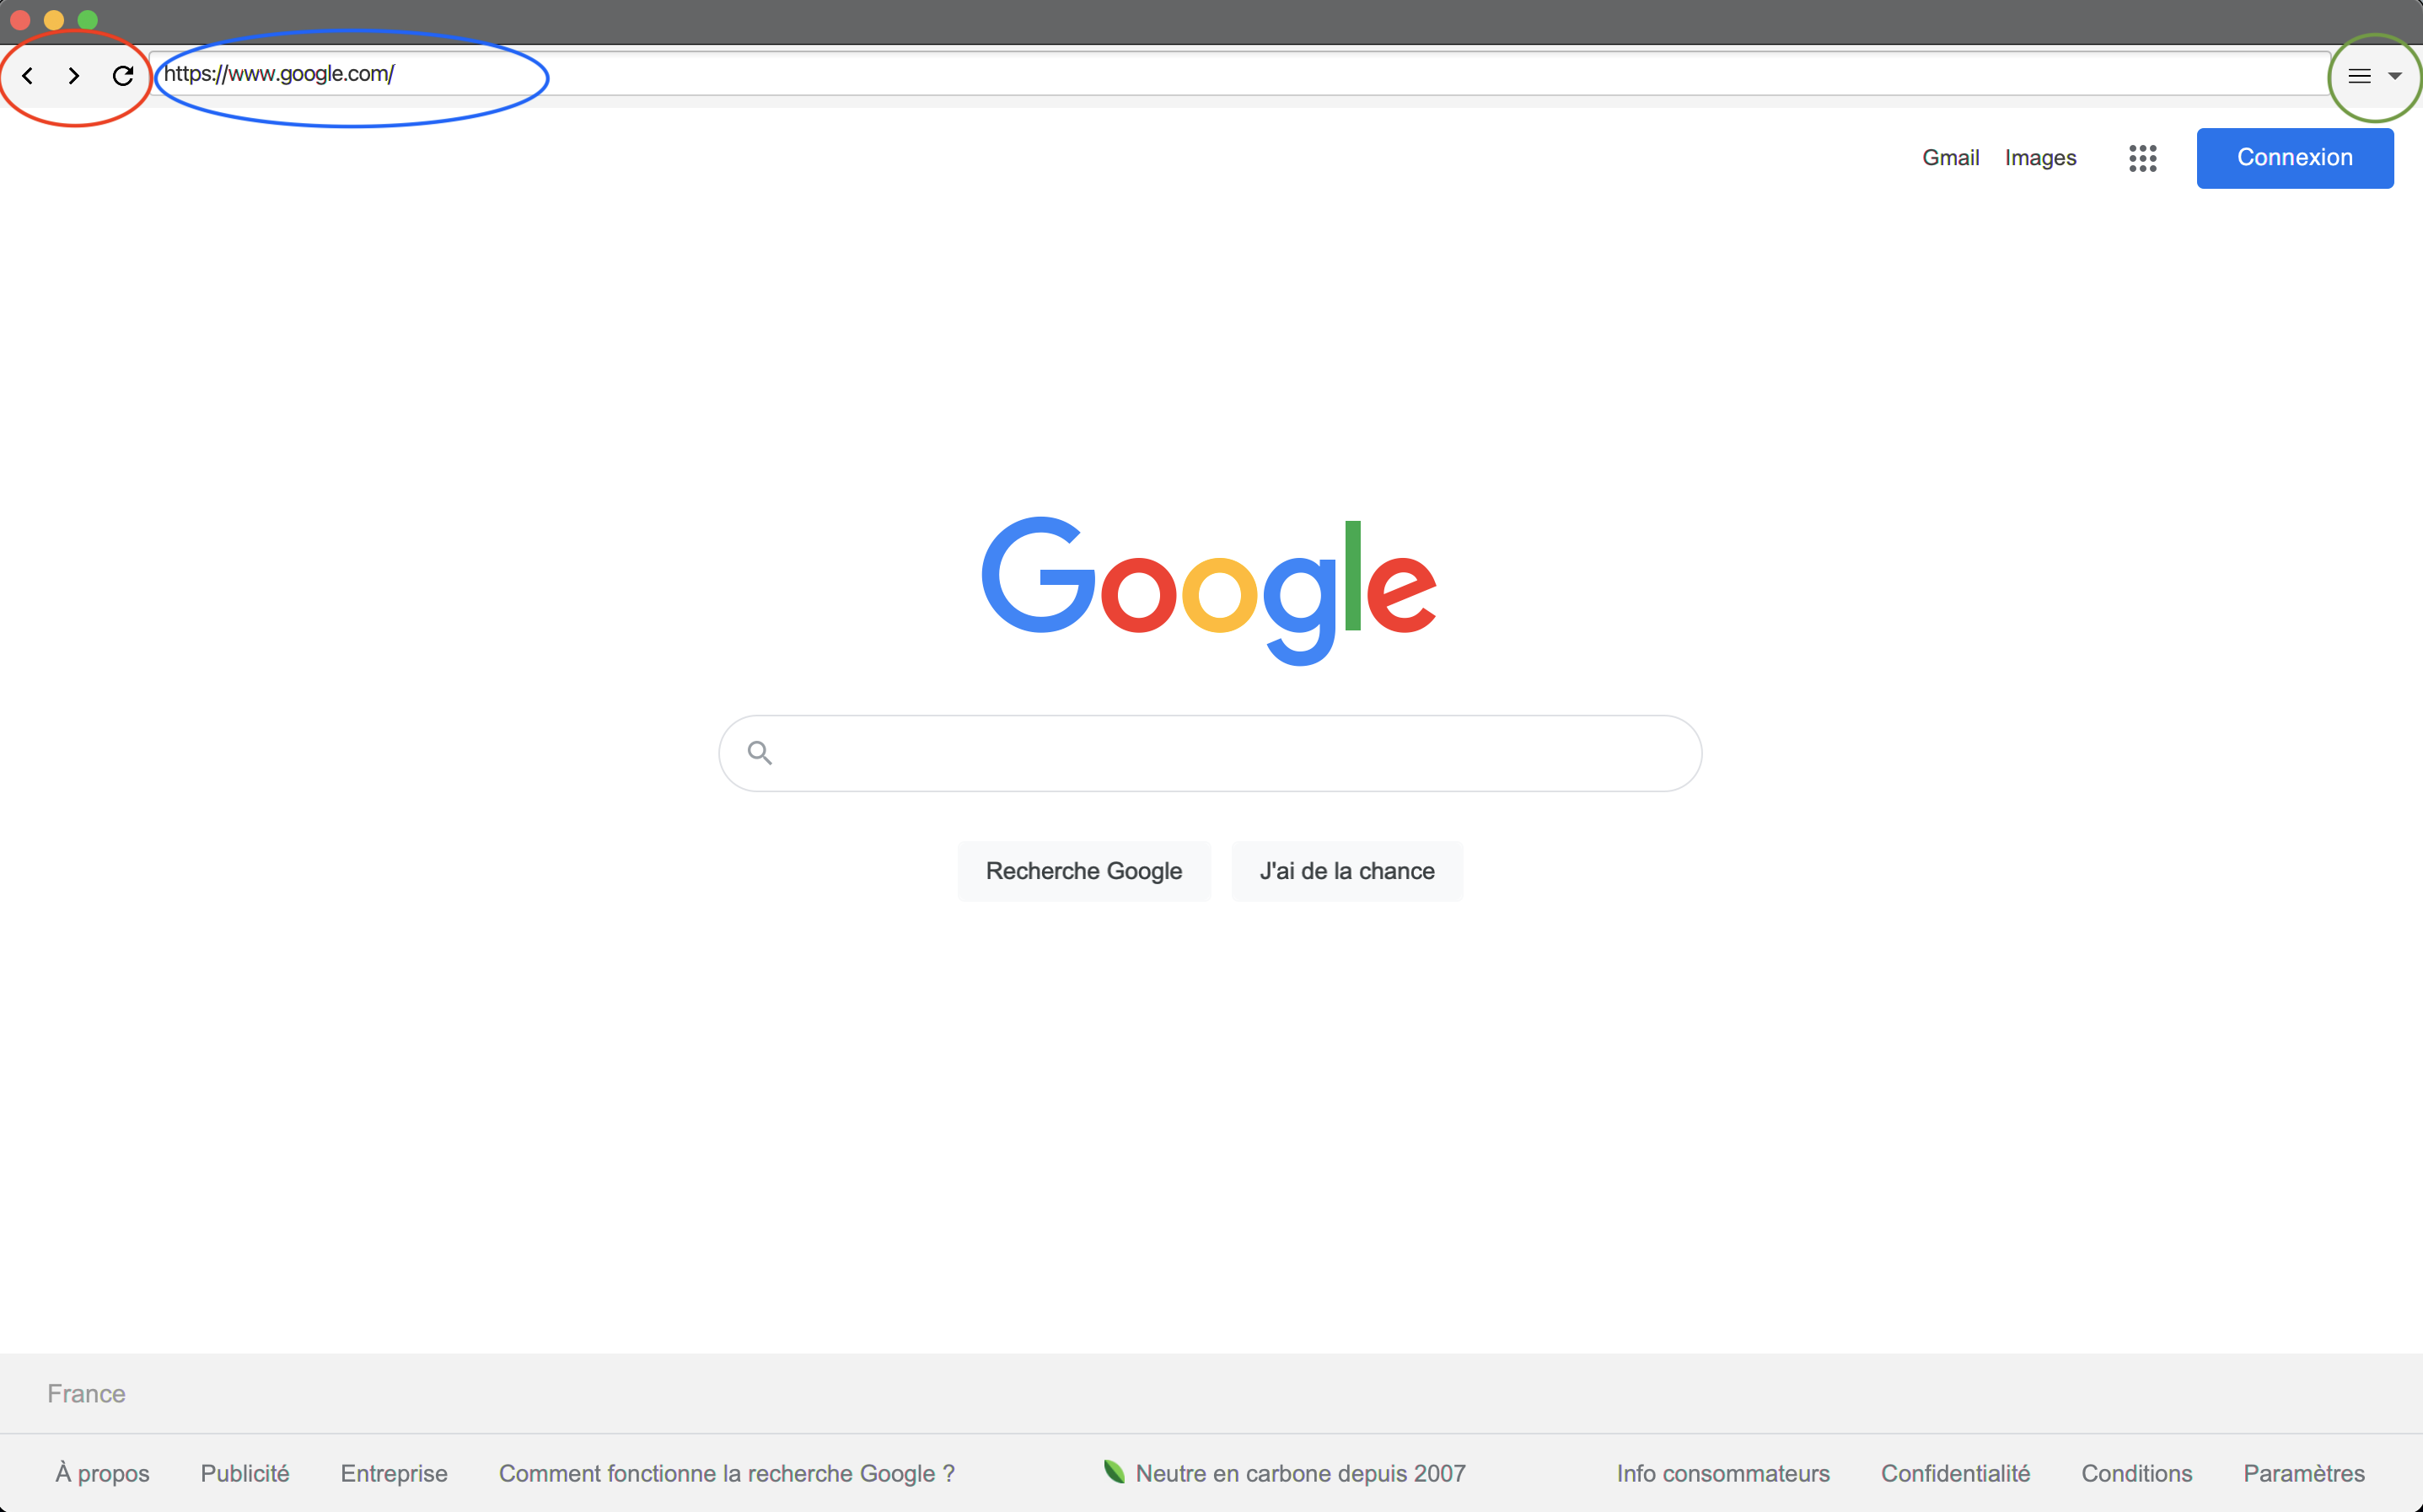 https://www.google.com/
Gmail Images Connexion
Google
Recherche Google J'ai de la chance
France
À propos Publicité Entreprise Comment fonctionne la recherche Google ? Neutre en carbone depuis 2007 Info consommateurs Confidentialité Conditions Paramètres